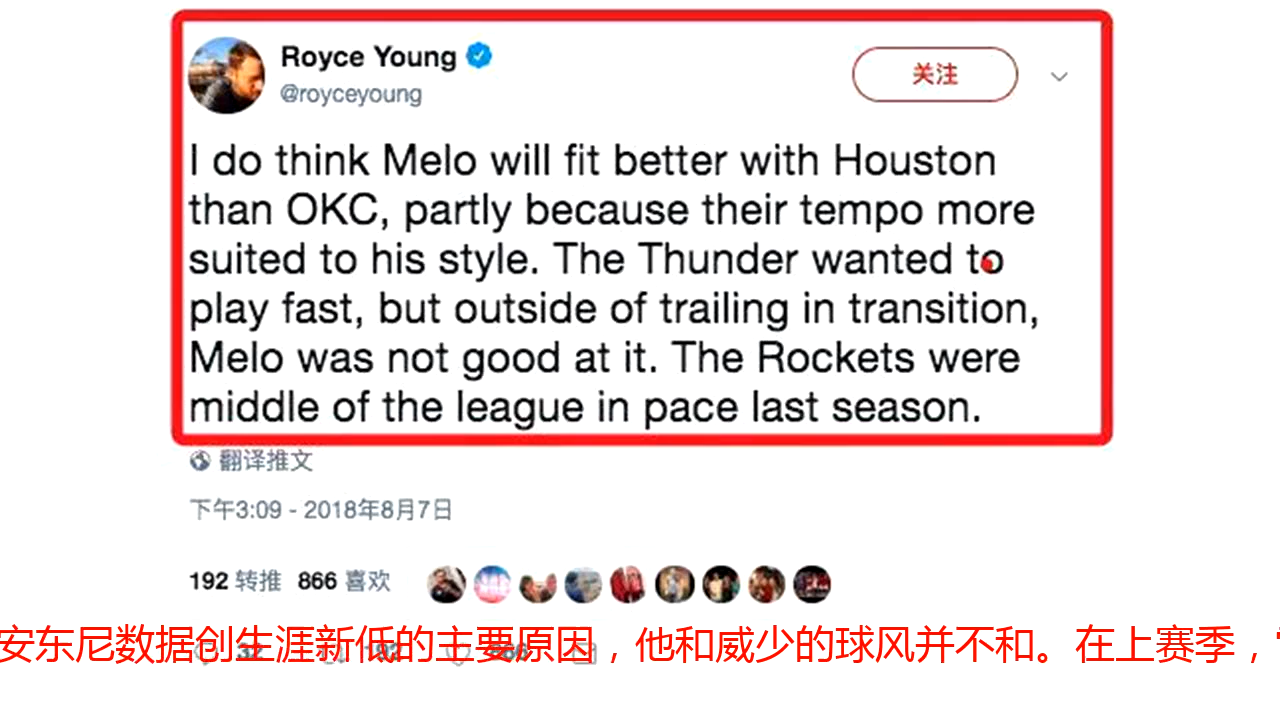 Royce Young
@royceyoung
关注
I do think Melo will fit better with Houston
than OKC, partly because their tempo more
suited to his style. The Thunder wanted to
play fast, but outside of trailing in transition,
Melo was not good at it. The Rockets were
middle of the league in pace last season.
翻译推文
下午3:09 - 2018年8月7日
192 转推 866 喜欢
安东尼数据创生涯新低的主要原因，他和威少的球风并不和。在上赛季，